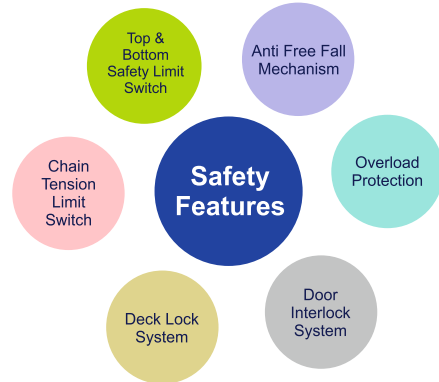 Top &
Bottom
Safety Limit
Switch
Anti Free Fall
Mechanism
Chain
Tension
Limit
Switch
Safety
Features
Overload
Protection
Deck Lock
System
Door
Interlock
System